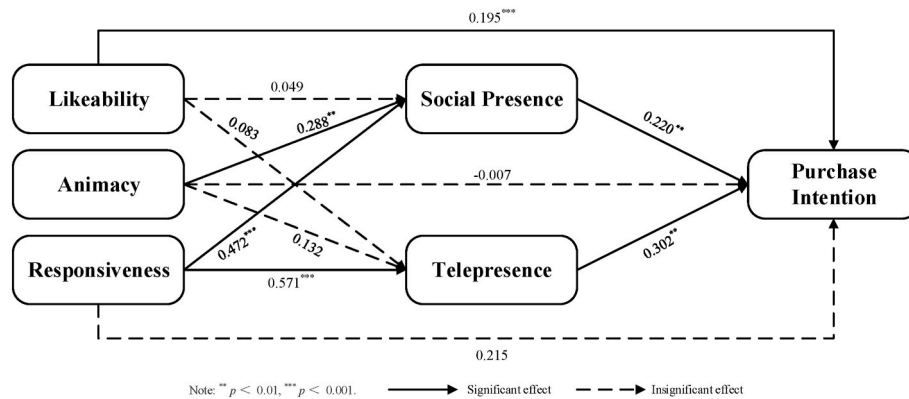 0.195***
Likeability
0.049
Social Presence
0.083
0.288**
0.220**
Animacy
-0.007
Purchase
Intention
0.472***
0.132
0.302**
Responsiveness
0.571***
Telepresence
0.215
Note: ** p < 0.01, *** p < 0.001.
Significant effect
Insignificant effect